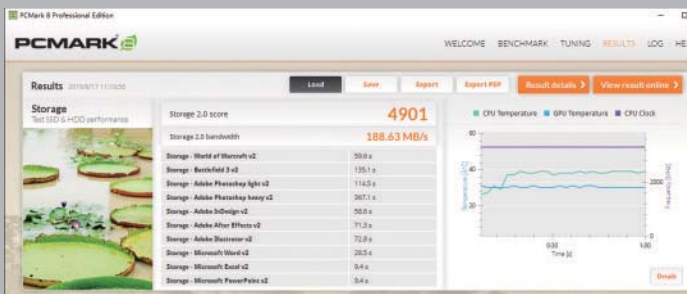 PCMark 8 Professional Edition
PCMARK 8
WELCOME BENCHMARK TUNING RESULTS LOG HE
Results
Load Save Export Export PDF Result details View result online
Storage
Test SSD & HDD performance
Storage 2.0 score 4901
Storage 2.0 bandwidth 188.63 MB/s
Storage - World of Warcraft v2 59.0 s
Storage - Battlefield 3 v2 135.1 s
Storage - Adobe Photoshop light v2 114.5 s
Storage - Adobe Photoshop heavy v2 367.1 s
Storage - Adobe InDesign v2 58.6 s
Storage - Adobe After Effects v2 71.3 s
Storage - Adobe Illustrator v2 72.8 s
Storage - Microsoft Word v2 28.5 s
Storage - Microsoft Excel v2 9.4 s
Storage - Microsoft PowerPoint v2 9.4 s
CPU Temperature GPU Temperature CPU Clock
60
40
20
2000
0
0:30 1:00
Time [s]
Details